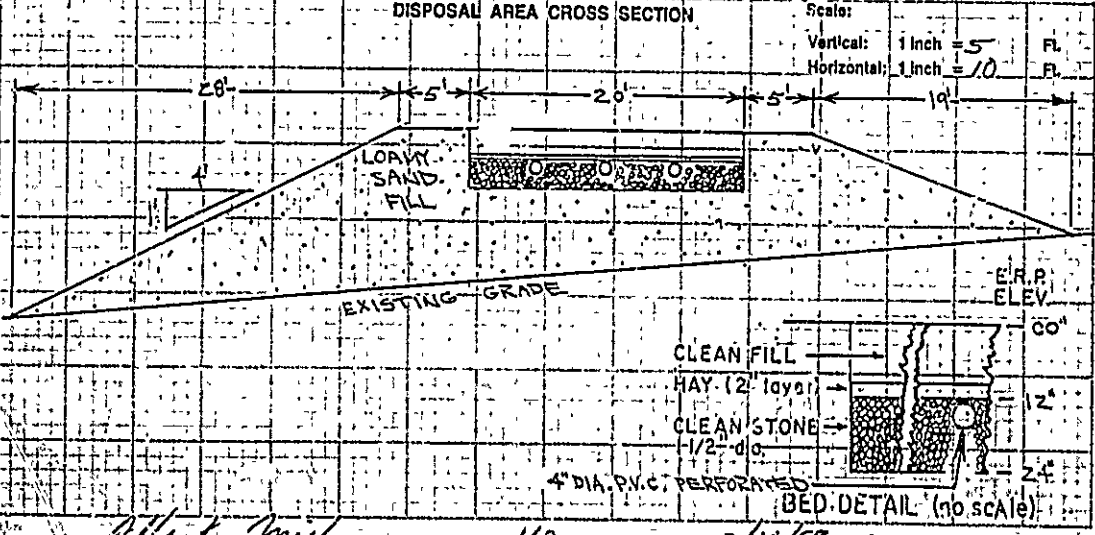 DISPOSAL AREA CROSS SECTION
Scale:
Vertical: 1 Inch = 5 Ft.
Horizontal: 1 Inch = 10 Ft.
28' 5' 20' 5' 19'
LOAMY
SAND
FILL
4'
1'
EXISTING GRADE
E.R.P.
ELEV.
00"
CLEAN FILL
HAY (2" layer)
12"
CLEAN STONE
1-1/2" dia.
24"
4" DIA. P.V.C. PERFORATED
BED DETAIL (no scale)